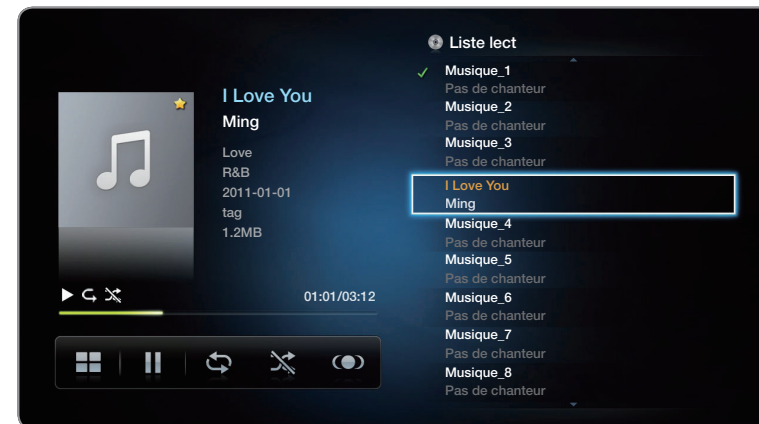 I Love You
Ming
Love
R&B
2011-01-01
tag
1.2MB
01:01/03:12
Liste lect
Musique_1
Pas de chanteur
Musique_2
Pas de chanteur
Musique_3
Pas de chanteur
I Love You
Ming
Musique_4
Pas de chanteur
Musique_5
Pas de chanteur
Musique_6
Pas de chanteur
Musique_7
Pas de chanteur
Musique_8
Pas de chanteur